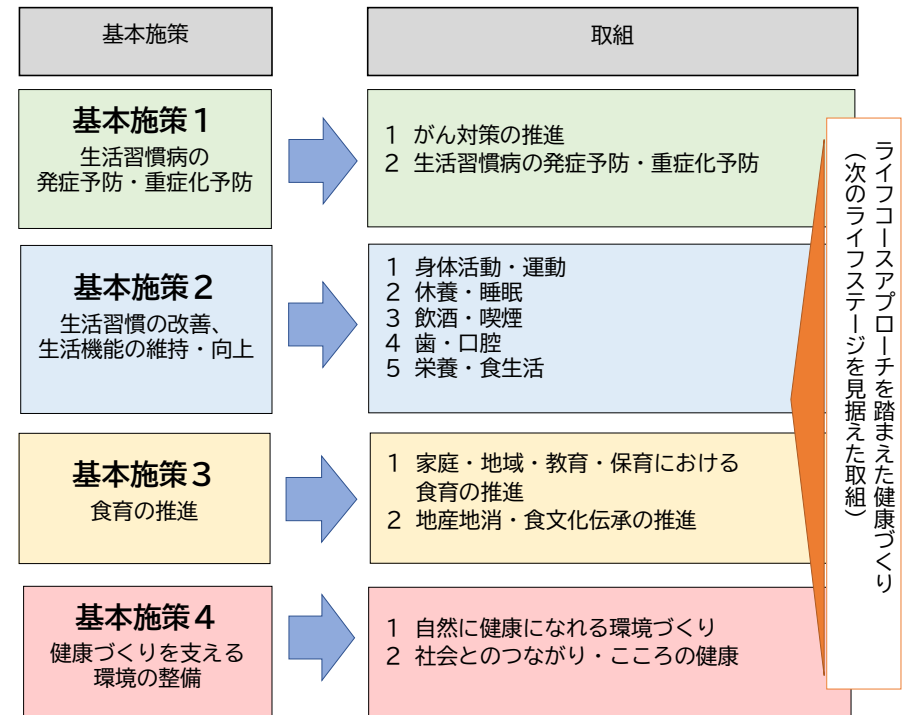 基本施策
取組
基本施策1
生活習慣病の
発症予防・重症化予防
1 がん対策の推進
2 生活習慣病の発症予防・重症化予防
基本施策2
生活習慣の改善、
生活機能の維持・向上
1 身体活動・運動
2 休養・睡眠
3 飲酒・喫煙
4 歯・口腔
5 栄養・食生活
基本施策3
食育の推進
1 家庭・地域・教育・保育における
食育の推進
2 地産地消・食文化伝承の推進
基本施策4
健康づくりを支える
環境の整備
1 自然に健康になれる環境づくり
2 社会とのつながり・こころの健康
ライフコースアプローチを踏まえた健康づくり
（次のライフステージを見据えた取組）